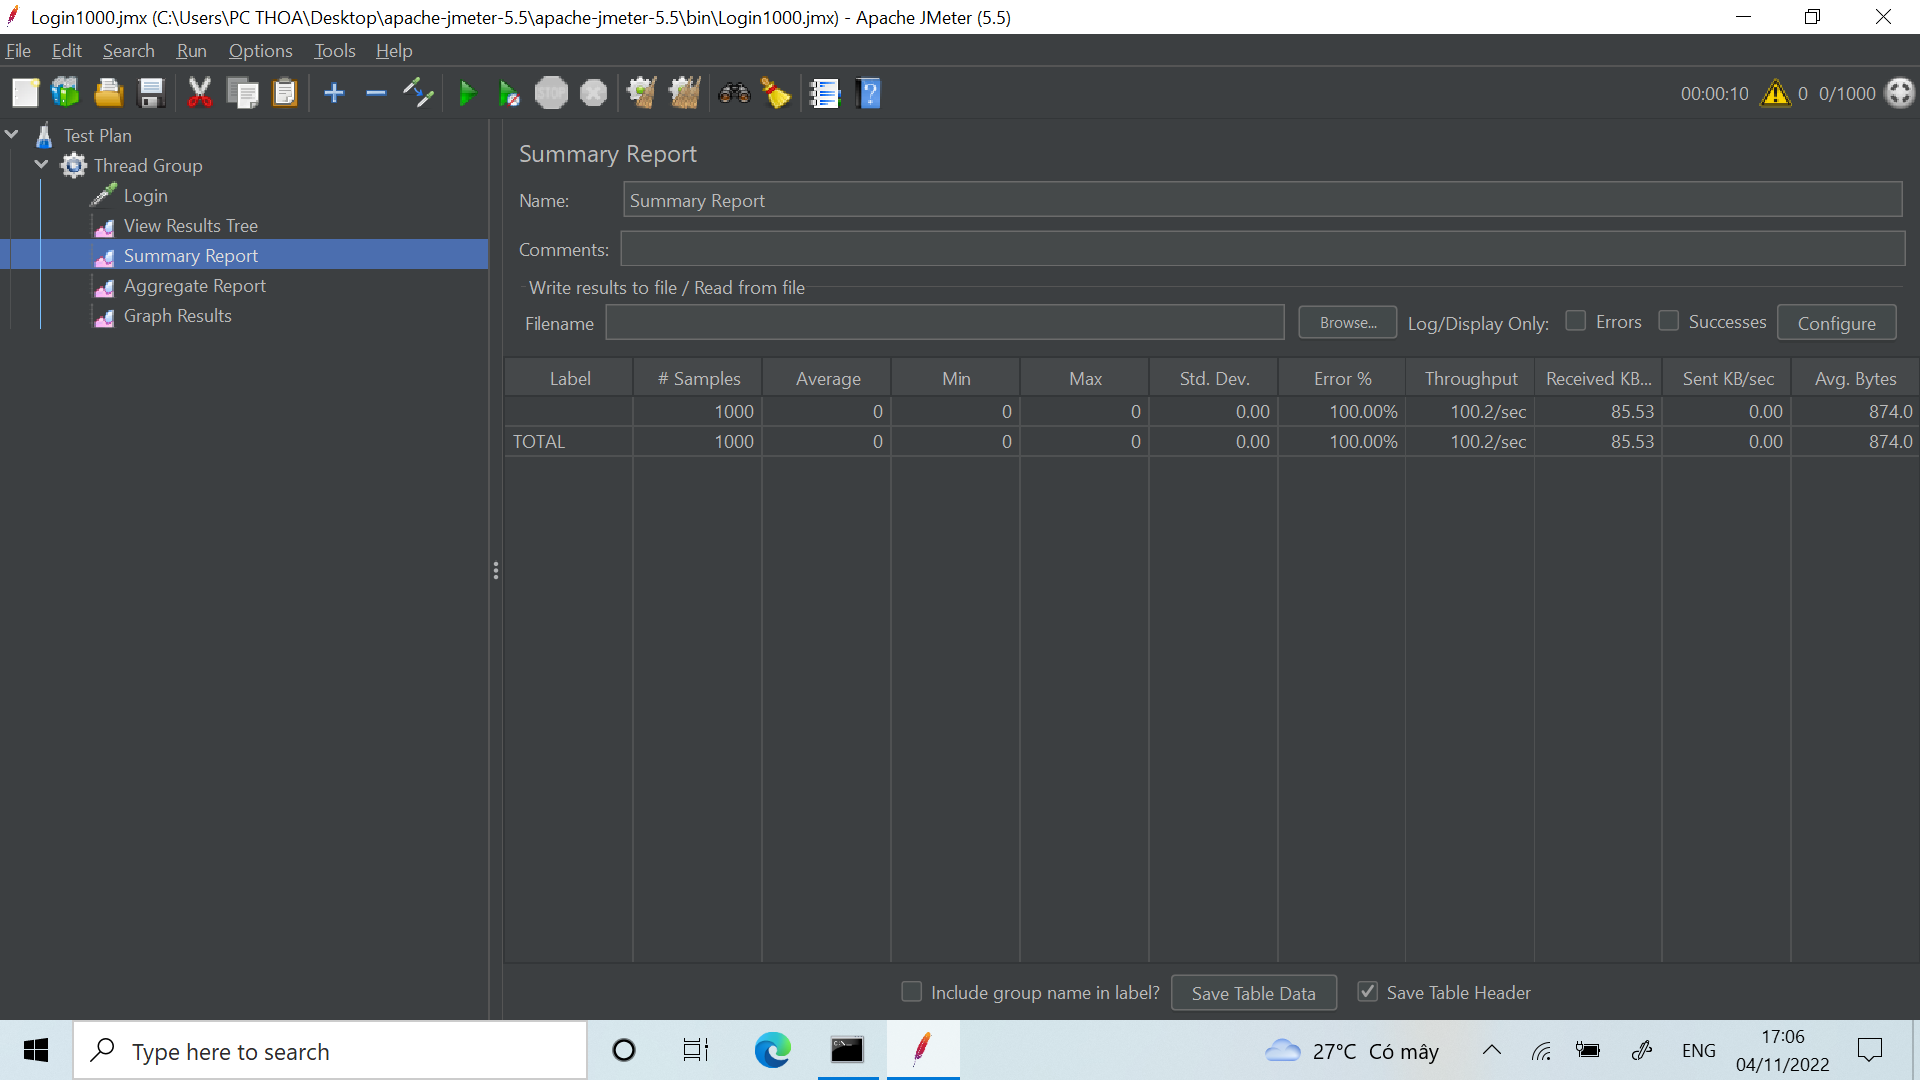 Login1000.jmx (C:\Users\PC THOA\Desktop\apache-jmeter-5.5\apache-jmeter-5.5\bin\Login1000.jmx) - Apache JMeter (5.5)
File Edit Search Run Options Tools Help
STOP
00:00:10 0 0/1000
Test Plan
Thread Group
Login
View Results Tree
Summary Report
Aggregate Report
Graph Results
Summary Report
Name: Summary Report
Comments:
Write results to file / Read from file
Filename Browse... Log/Display Only: Errors Successes Configure
Label # Samples Average Min Max Std. Dev. Error % Throughput Received KB... Sent KB/sec Avg. Bytes
1000 0 0 0 0.00 100.00% 100.2/sec 85.53 0.00 874.0
TOTAL 1000 0 0 0 0.00 100.00% 100.2/sec 85.53 0.00 874.0
Include group name in label? Save Table Data Save Table Header
Type here to search
27°C Có mây
ENG
17:06
04/11/2022